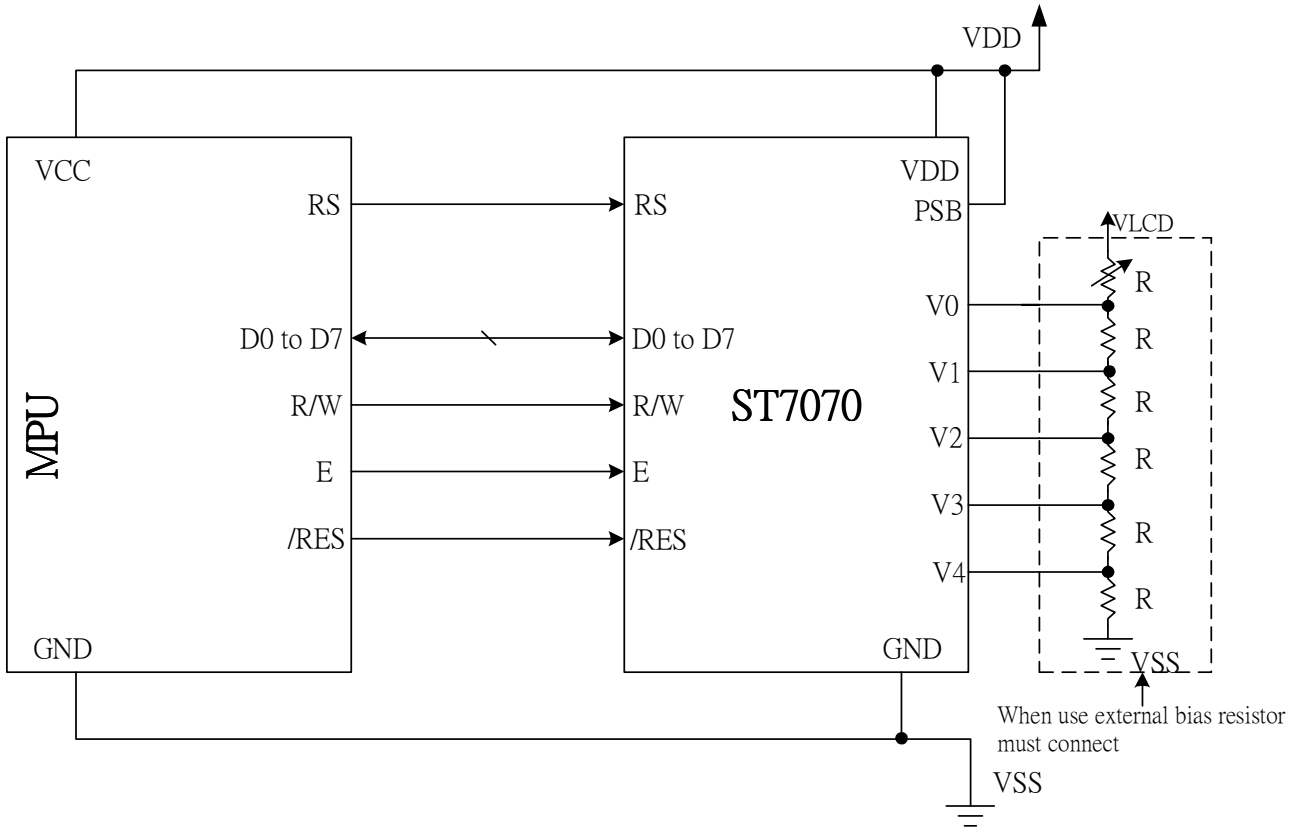 VDD
VCC
VDD
RS
RS
PSB
VLCD
R
V0
D0 to D7
D0 to D7
R
V1
R/W
R/W
ST7070
R
MPU
V2
E
E
R
V3
/RES
/RES
R
V4
R
GND
GND
VSS
When use external bias resistor
must connect
VSS